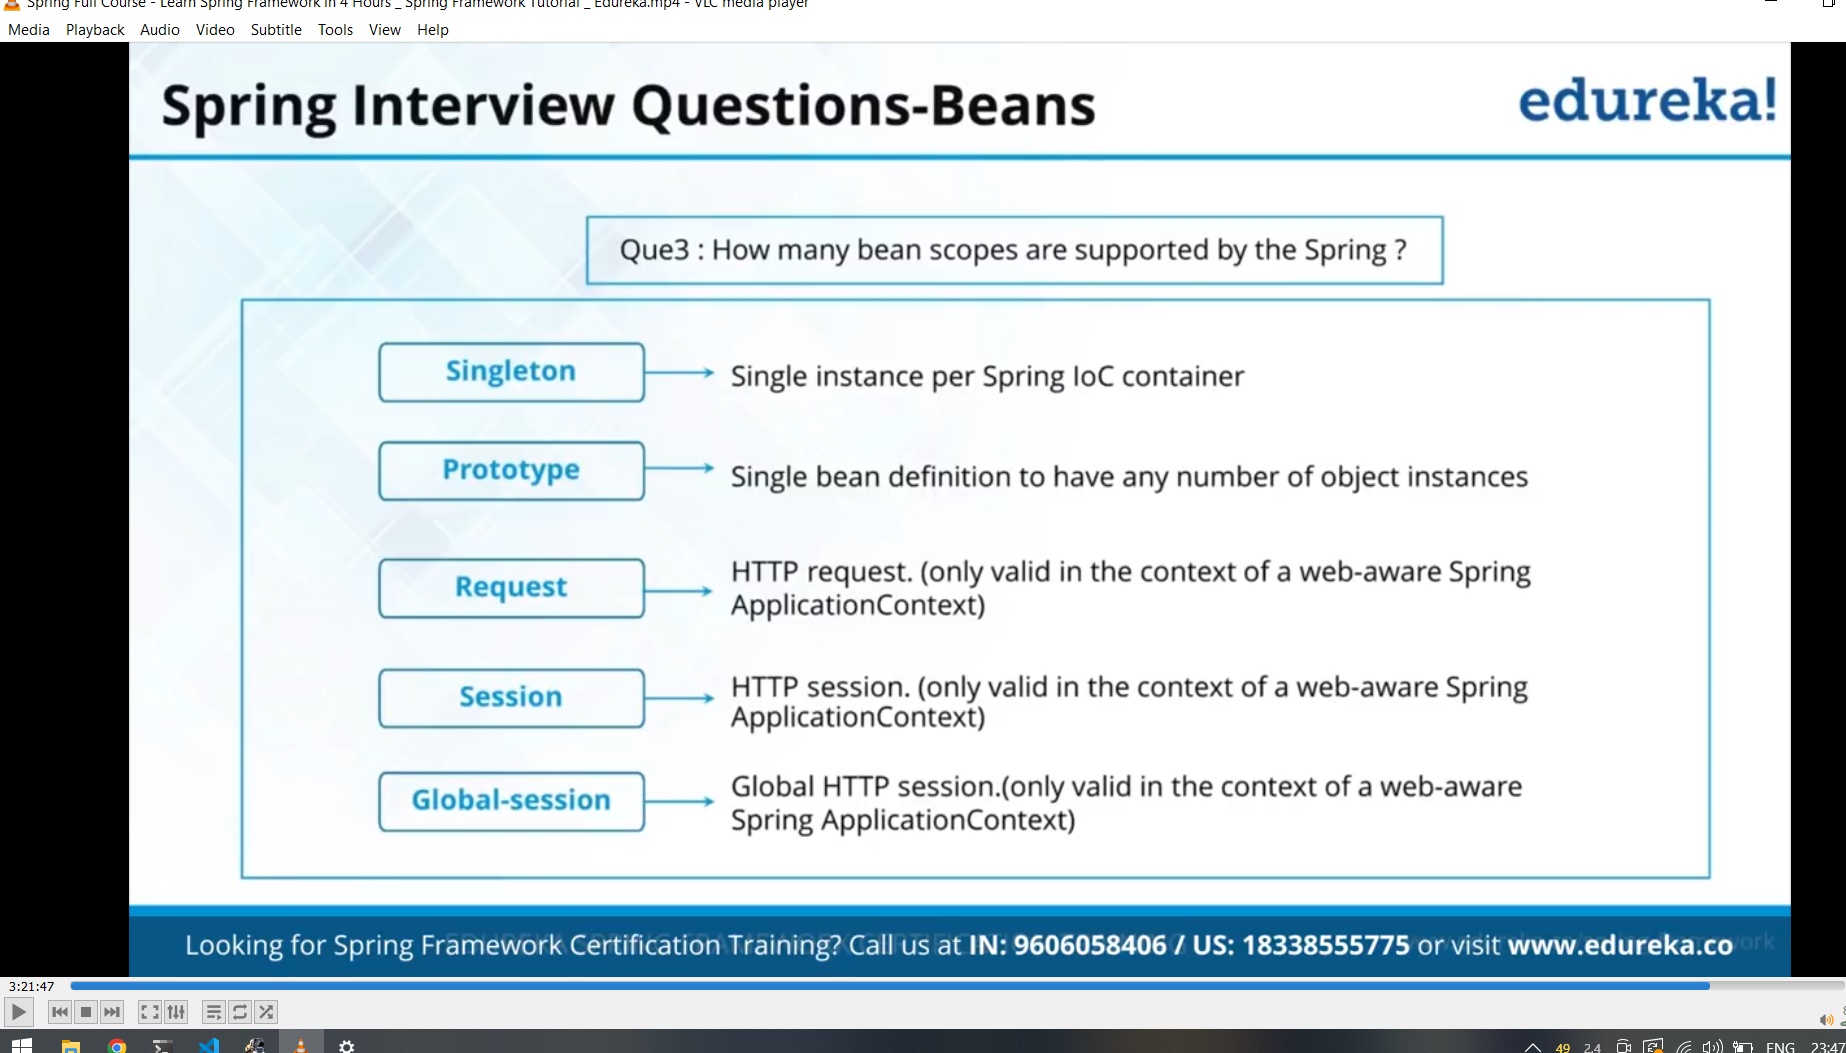 Spring Full Course - Learn Spring Framework in 4 Hours _ Spring Framework Tutorial _ Edureka.mp4 - VLC media player
Media Playback Audio Video Subtitle Tools View Help
Spring Interview Questions-Beans
edureka!
Que3 : How many bean scopes are supported by the Spring ?
Singleton
Single instance per Spring IoC container
Prototype
Single bean definition to have any number of object instances
Request
HTTP request. (only valid in the context of a web-aware Spring
ApplicationContext)
Session
HTTP session. (only valid in the context of a web-aware Spring
ApplicationContext)
Global-session
Global HTTP session.(only valid in the context of a web-aware
Spring ApplicationContext)
Looking for Spring Framework Certification Training? Call us at IN: 9606058406 / US: 18338555775 or visit www.edureka.co
3:21:47
49 2.4 ENG 23:47